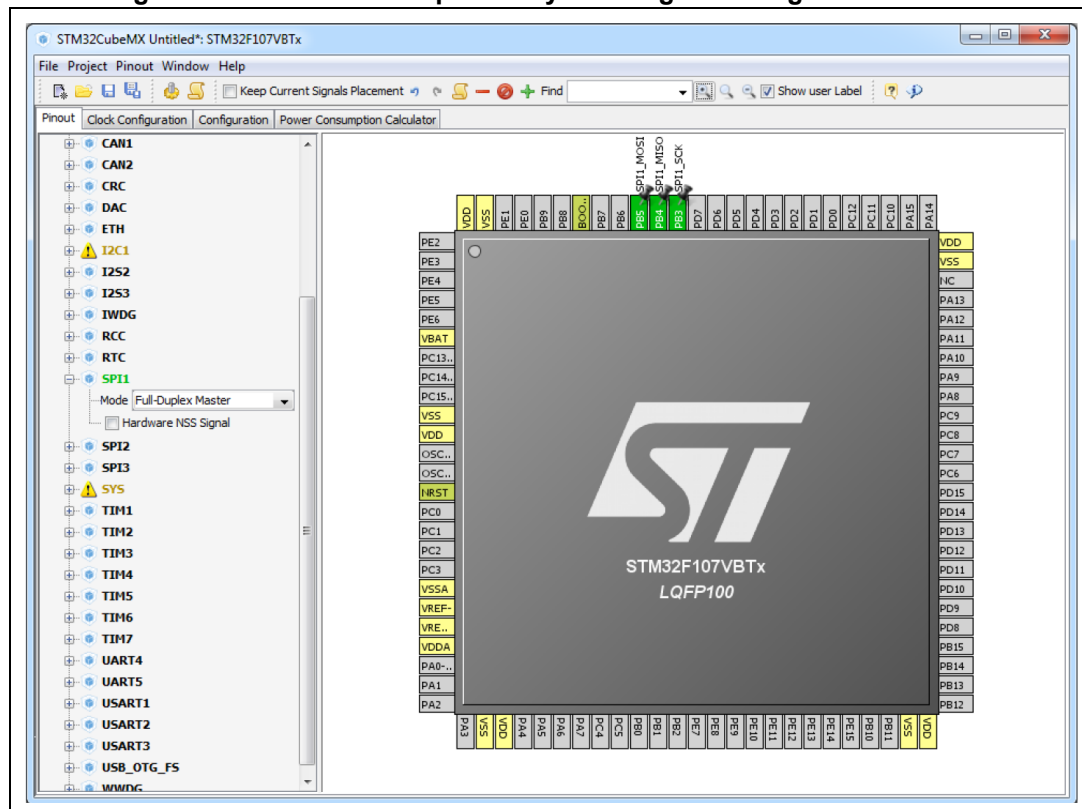 STM32CubeMX Untitled*: STM32F107VBTx
File Project Pinout Window Help
Keep Current Signals Placement Find Show user Label
Pinout Clock Configuration Configuration Power Consumption Calculator
CAN1
CAN2
CRC
DAC
ETH
I2C1
I2S2
I2S3
IWDG
RCC
RTC
SPI1
Mode Full-Duplex Master
Hardware NSS Signal
SPI2
SPI3
SYS
TIM1
TIM2
TIM3
TIM4
TIM5
TIM6
TIM7
UART4
UART5
USART1
USART2
USART3
USB_OTG_FS
WWDG
SPI1_MOSI
SPI1_MISO
SPI1_SCK
VDD
VSS
PE1
PE0
PB9
PB8
BOO..
PB7
PB6
PB5
PB4
PB3
PD7
PD6
PD5
PD4
PD3
PD2
PD1
PD0
PC12
PC11
PC10
PA15
PA14
PE2
PE3
PE4
PE5
PE6
VBAT
PC13..
PC14..
PC15..
VSS
VDD
OSC..
OSC..
NRST
PC0
PC1
PC2
PC3
VSSA
VREF-
VRE..
VDDA
PA0-..
PA1
PA2
STM32F107VBTx
LQFP100
VDD
VSS
NC
PA13
PA12
PA11
PA10
PA9
PA8
PC9
PC8
PC7
PC6
PD15
PD14
PD13
PD12
PD11
PD10
PD9
PD8
PB15
PB14
PB13
PB12
PA3
VSS
VDD
PA4
PA5
PA6
PA7
PC4
PC5
PB0
PB1
PB2
PE7
PE8
PE9
PE10
PE11
PE12
PE13
PE14
PE15
PB10
PB11
VSS
VDD